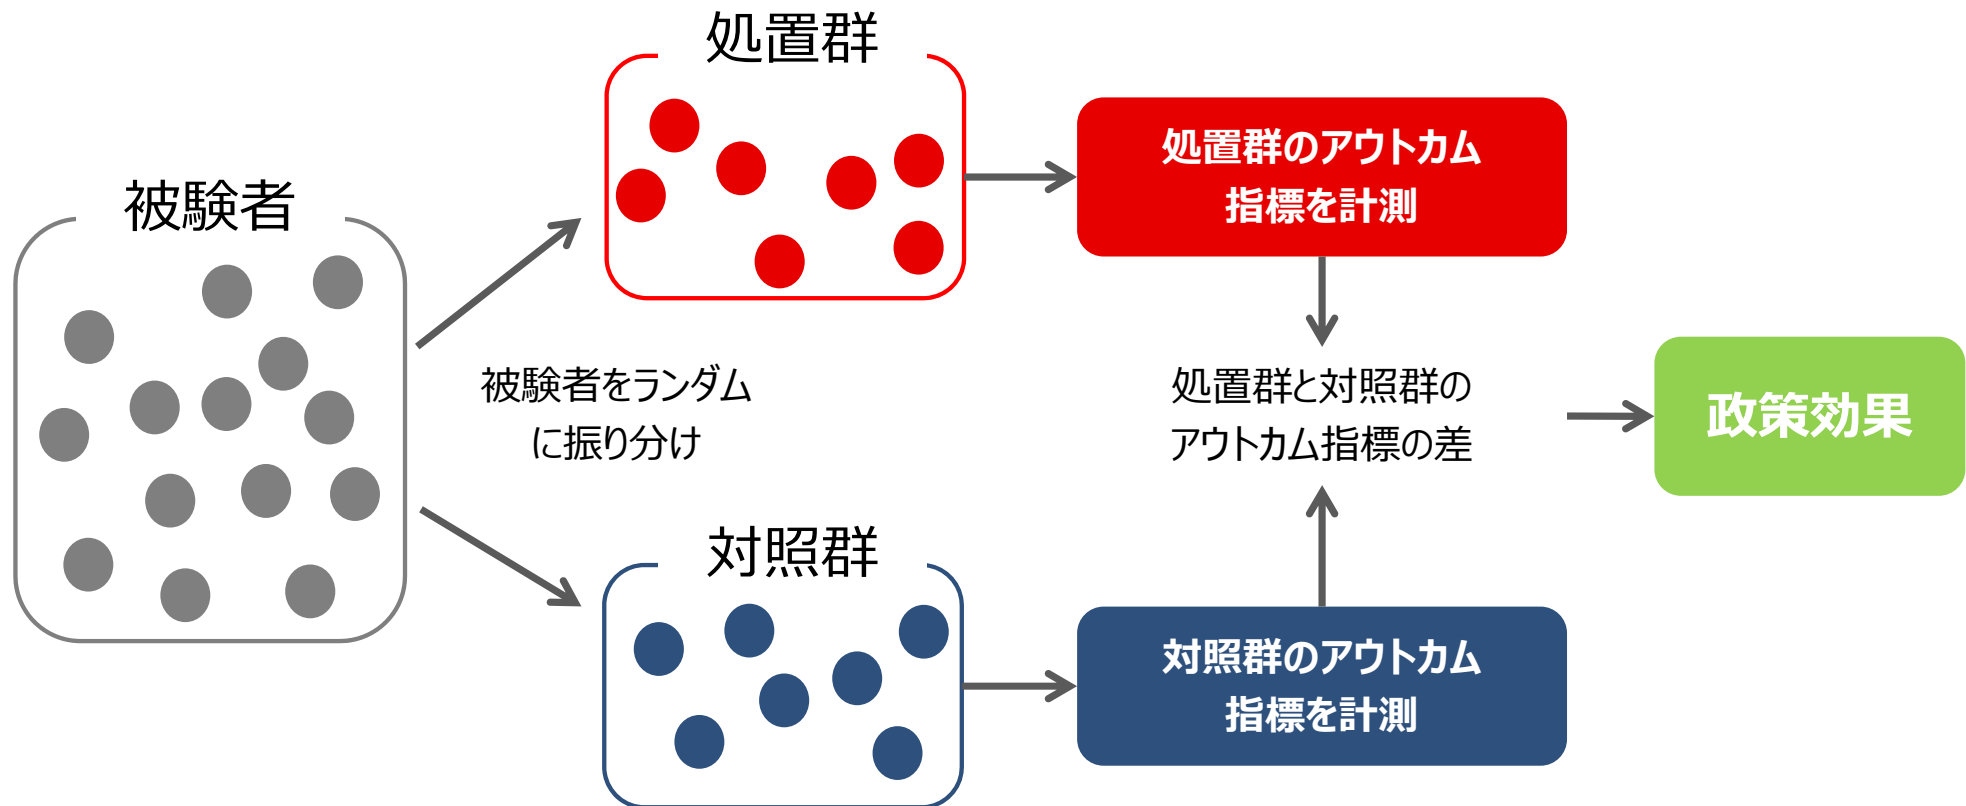 被験者
処置群
被験者をランダム
に振り分け
対照群
処置群のアウトカム
指標を計測
処置群と対照群の
アウトカム指標の差
対照群のアウトカム
指標を計測
政策効果